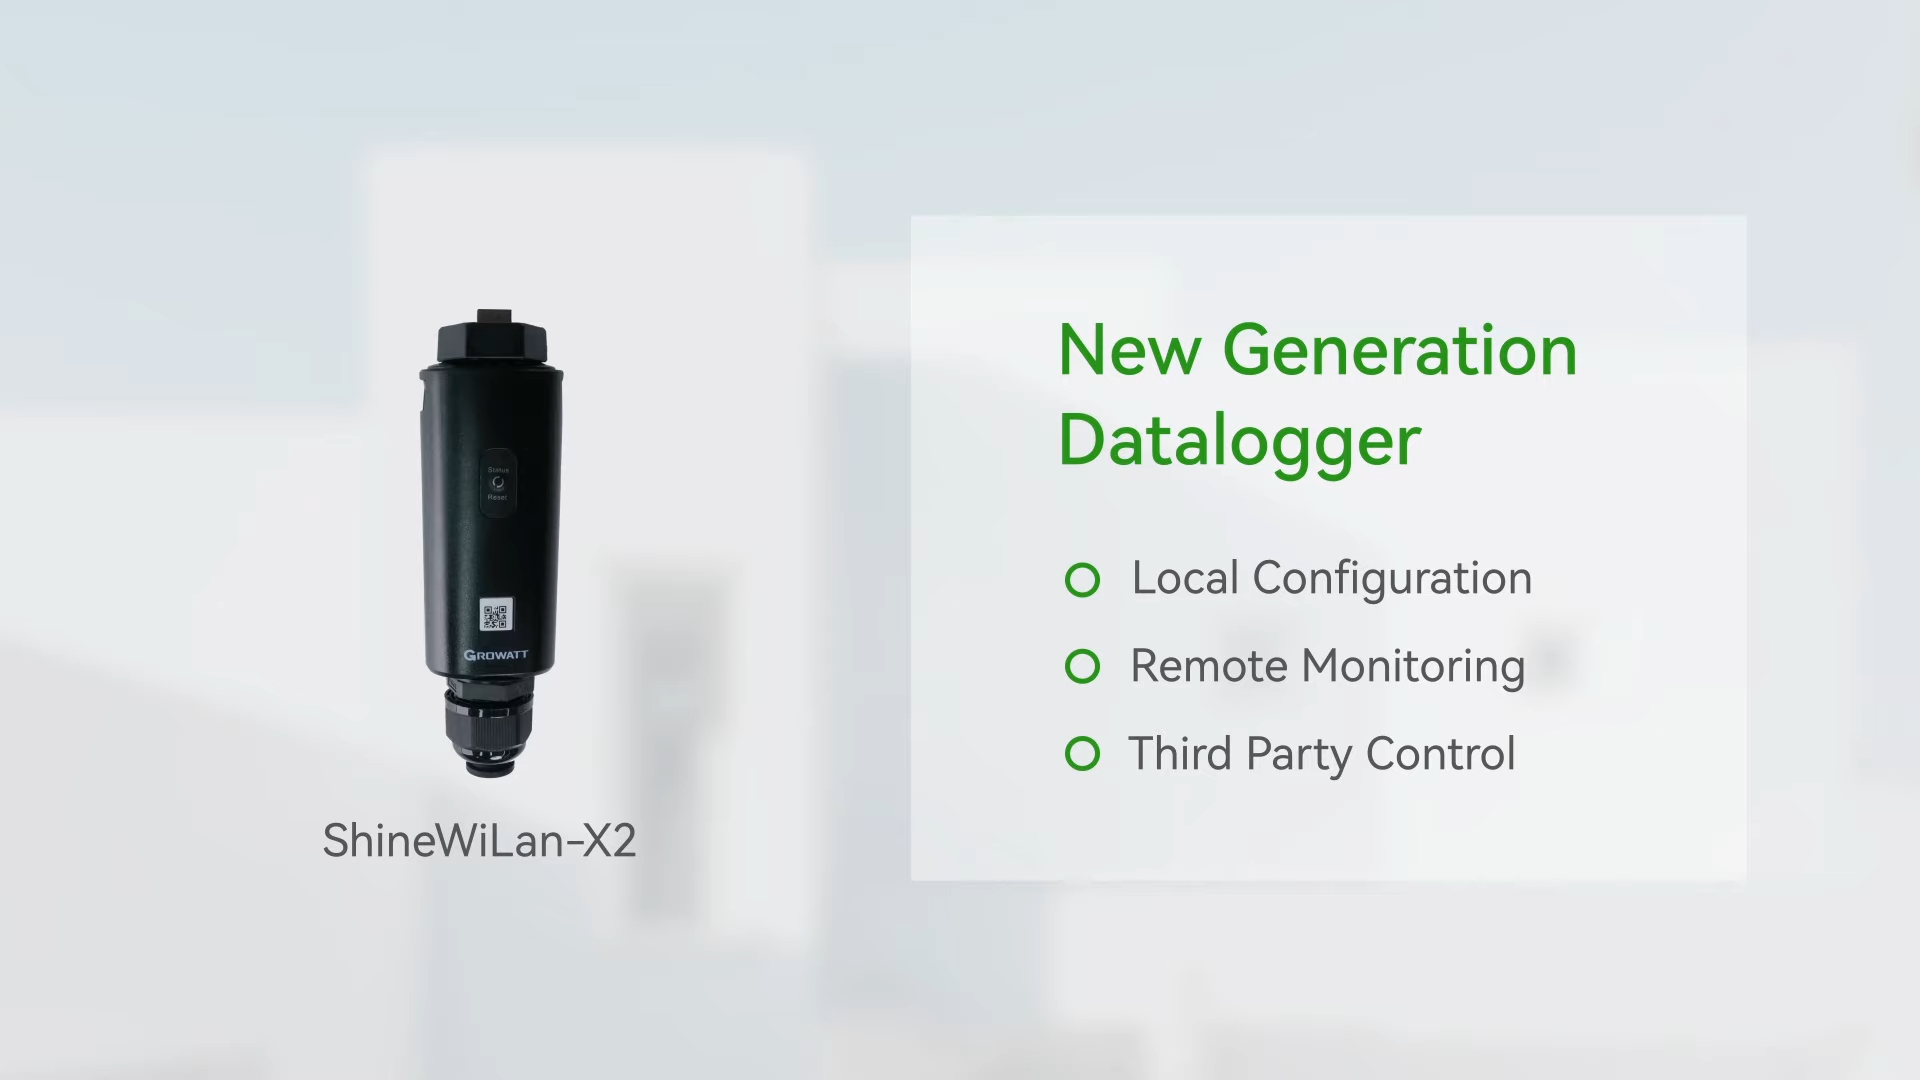 Status
Reset
GROWATT
ShineWiLan-X2
New Generation
Datalogger
Local Configuration
Remote Monitoring
Third Party Control